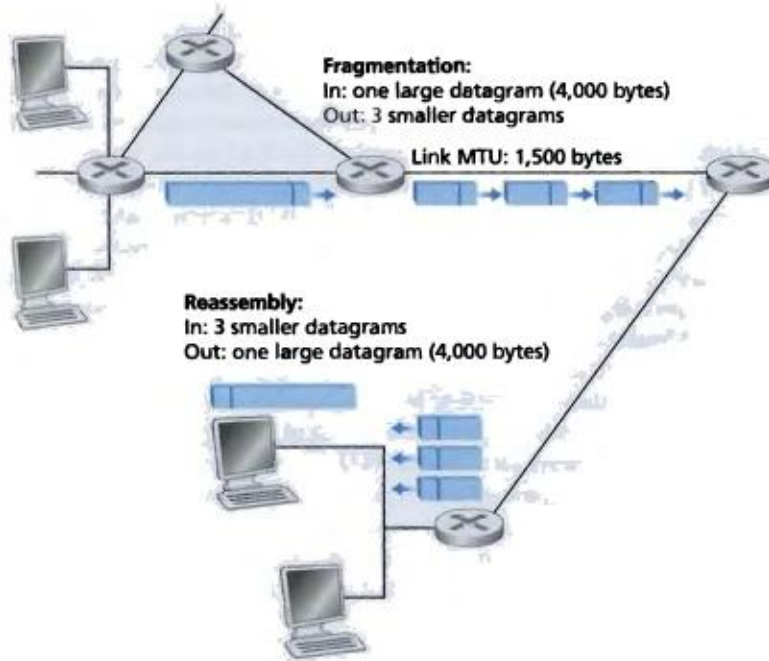 Fragmentation:
In: one large datagram (4,000 bytes)
Out: 3 smaller datagrams
Link MTU: 1,500 bytes
Reassembly:
In: 3 smaller datagrams
Out: one large datagram (4,000 bytes)